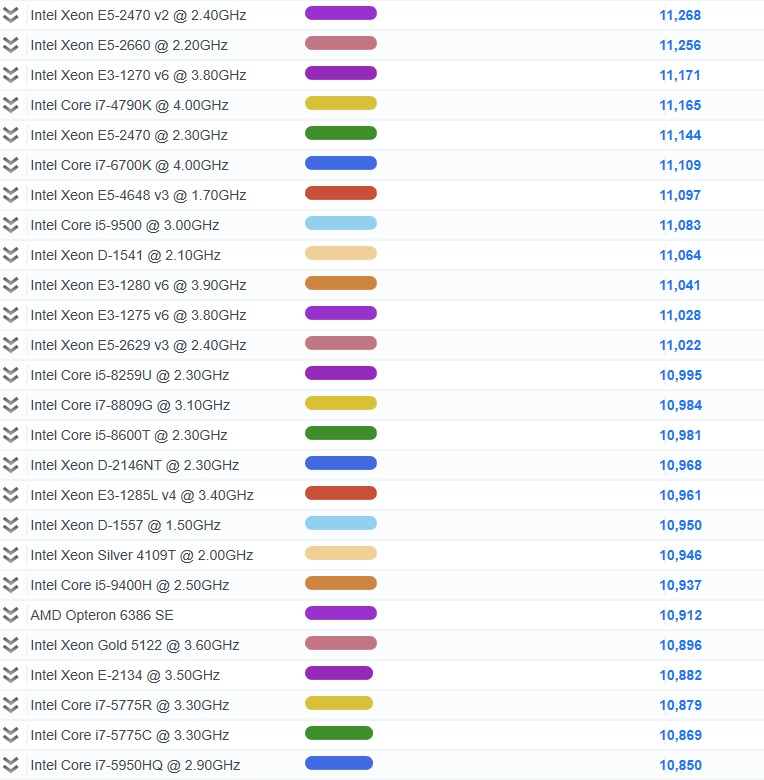 Intel Xeon E5-2470 v2 @ 2.40GHz 11,268
Intel Xeon E5-2660 @ 2.20GHz 11,256
Intel Xeon E3-1270 v6 @ 3.80GHz 11,171
Intel Core i7-4790K @ 4.00GHz 11,165
Intel Xeon E5-2470 @ 2.30GHz 11,144
Intel Core i7-6700K @ 4.00GHz 11,109
Intel Xeon E5-4648 v3 @ 1.70GHz 11,097
Intel Core i5-9500 @ 3.00GHz 11,083
Intel Xeon D-1541 @ 2.10GHz 11,064
Intel Xeon E3-1280 v6 @ 3.90GHz 11,041
Intel Xeon E3-1275 v6 @ 3.80GHz 11,028
Intel Xeon E5-2629 v3 @ 2.40GHz 11,022
Intel Core i5-8259U @ 2.30GHz 10,995
Intel Core i7-8809G @ 3.10GHz 10,984
Intel Core i5-8600T @ 2.30GHz 10,981
Intel Xeon D-2146NT @ 2.30GHz 10,968
Intel Xeon E3-1285L v4 @ 3.40GHz 10,961
Intel Xeon D-1557 @ 1.50GHz 10,950
Intel Xeon Silver 4109T @ 2.00GHz 10,946
Intel Core i5-9400H @ 2.50GHz 10,937
AMD Opteron 6386 SE 10,912
Intel Xeon Gold 5122 @ 3.60GHz 10,896
Intel Xeon E-2134 @ 3.50GHz 10,882
Intel Core i7-5775R @ 3.30GHz 10,879
Intel Core i7-5775C @ 3.30GHz 10,869
Intel Core i7-5950HQ @ 2.90GHz 10,850